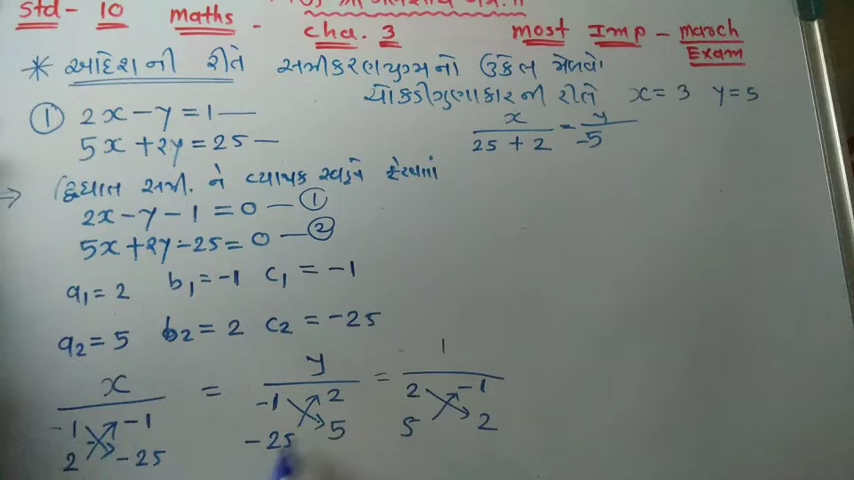 Std- 10 Maths - cha. 3 most Imp - march Exam
* આદેશની રીતે સમીકરણયુગ્મનો ઉકેલ મેળવો
ચોકડીગુણાકારની રીતે x = 3 y = 5
① 2x - y = 1 —
5x + 2y = 25 —
x / 25 + 2 = y / -5
⇒ દ્વિઘાત સમી. ને વ્યાપક સ્વરૂપે ફેરવતાં
2x - y - 1 = 0 — ①
5x + 2y - 25 = 0 — ②
a₁ = 2 b₁ = -1 c₁ = -1
a₂ = 5 b₂ = 2 c₂ = -25
x = y = 1
-1 -1 -1 2 2 -1
2 -25 -25 5 5 2